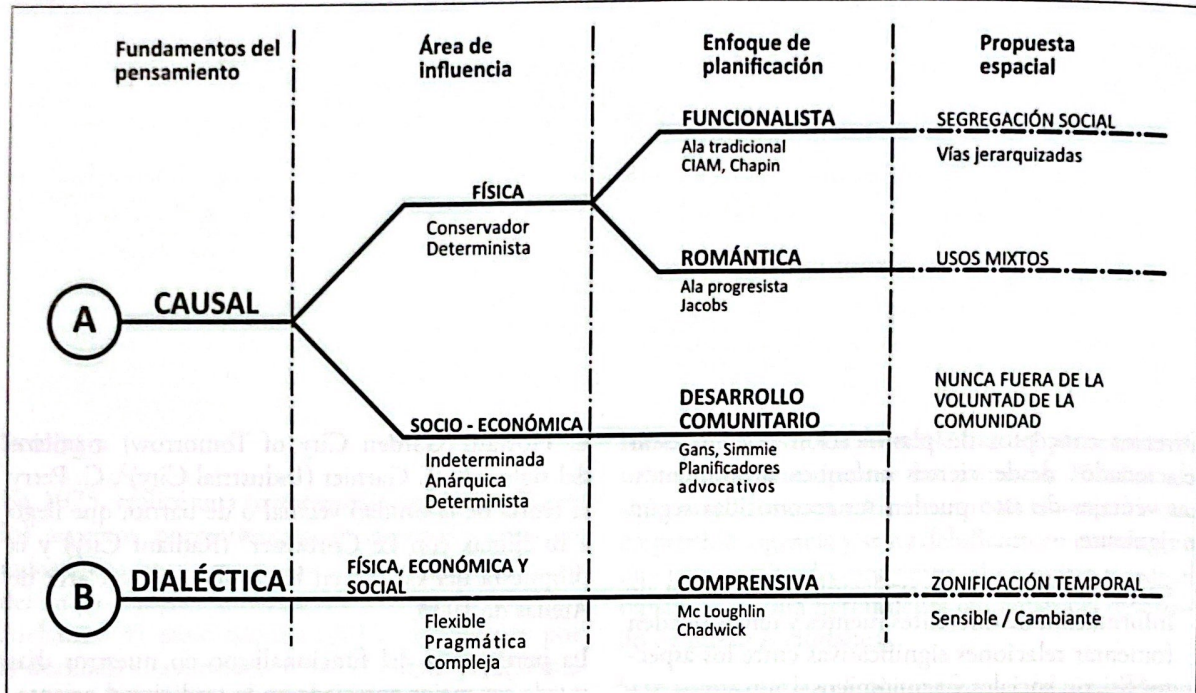 Fundamentos del
pensamiento
Área de
influencia
Enfoque de
planificación
Propuesta
espacial
A
CAUSAL
FÍSICA
Conservador
Determinista
FUNCIONALISTA
Ala tradicional
CIAM, Chapin
SEGREGACIÓN SOCIAL
Vías jerarquizadas
ROMÁNTICA
Ala progresista
Jacobs
USOS MIXTOS
SOCIO - ECONÓMICA
Indeterminada
Anárquica
Determinista
DESARROLLO
COMUNITARIO
Gans, Simmie
Planificadores
advocativos
NUNCA FUERA DE LA
VOLUNTAD DE LA
COMUNIDAD
B
DIALÉCTICA
FÍSICA, ECONÓMICA Y
SOCIAL
Flexible
Pragmática
Compleja
COMPRENSIVA
Mc Loughlin
Chadwick
ZONIFICACIÓN TEMPORAL
Sensible / Cambiante